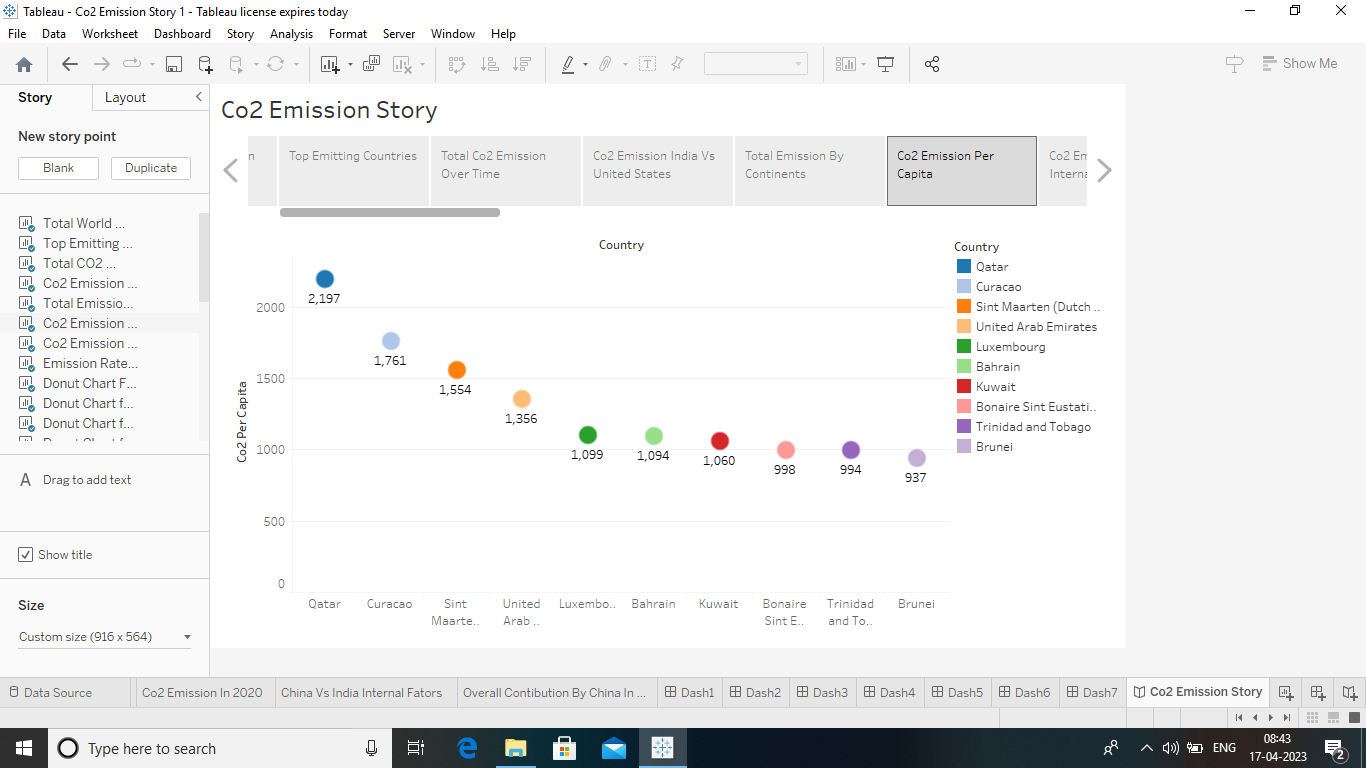 Tableau - Co2 Emission Story 1 - Tableau license expires today
File Data Worksheet Dashboard Story Analysis Format Server Window Help
Show Me
Story Layout
New story point
Blank Duplicate
Total World ...
Top Emitting ...
Total CO2 ...
Co2 Emission ...
Total Emissio...
Co2 Emission ...
Co2 Emission ...
Emission Rate...
Donut Chart F...
Donut Chart f...
Donut Chart f...
A Drag to add text
Show title
Size
Custom size (916 x 564)
Co2 Emission Story
n
Top Emitting Countries
Total Co2 Emission
Over Time
Co2 Emission India Vs
United States
Total Emission By
Continents
Co2 Emission Per
Capita
Co2 Em
Interna
Country
Co2 Per Capita
2000
1500
1000
500
0
2,197
1,761
1,554
1,356
1,099
1,094
1,060
998
994
937
Qatar
Curacao
Sint
Maarte..
United
Arab ..
Luxembo..
Bahrain
Kuwait
Bonaire
Sint E..
Trinidad
and To..
Brunei
Country
Qatar
Curacao
Sint Maarten (Dutch ..
United Arab Emirates
Luxembourg
Bahrain
Kuwait
Bonaire Sint Eustati..
Trinidad and Tobago
Brunei
Data Source Co2 Emission In 2020 China Vs India Internal Fators Overall Contibution By China In ... Dash1 Dash2 Dash3 Dash4 Dash5 Dash6 Dash7 Co2 Emission Story
Type here to search
ENG
08:43
17-04-2023
2